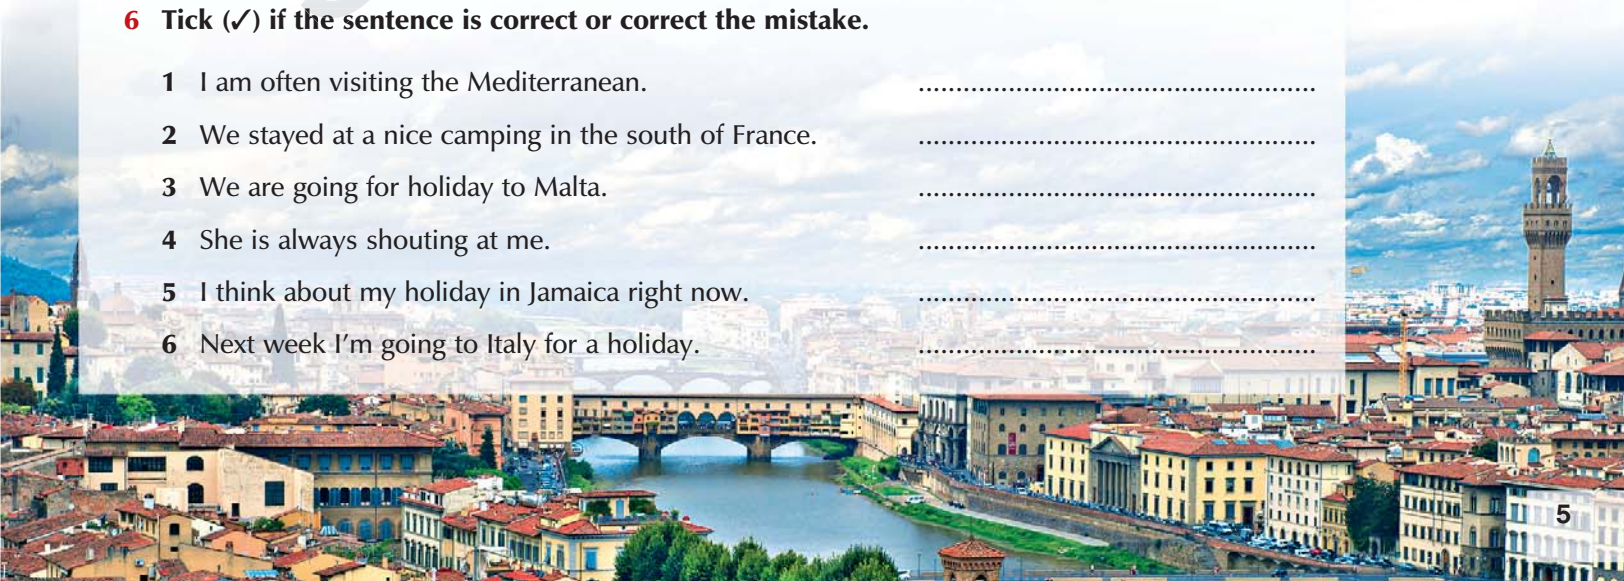 6 Tick (✓) if the sentence is correct or correct the mistake.
1 I am often visiting the Mediterranean. ......................................................
2 We stayed at a nice camping in the south of France. ......................................................
3 We are going for holiday to Malta. ......................................................
4 She is always shouting at me. ......................................................
5 I think about my holiday in Jamaica right now. ......................................................
6 Next week I'm going to Italy for a holiday. ......................................................
5